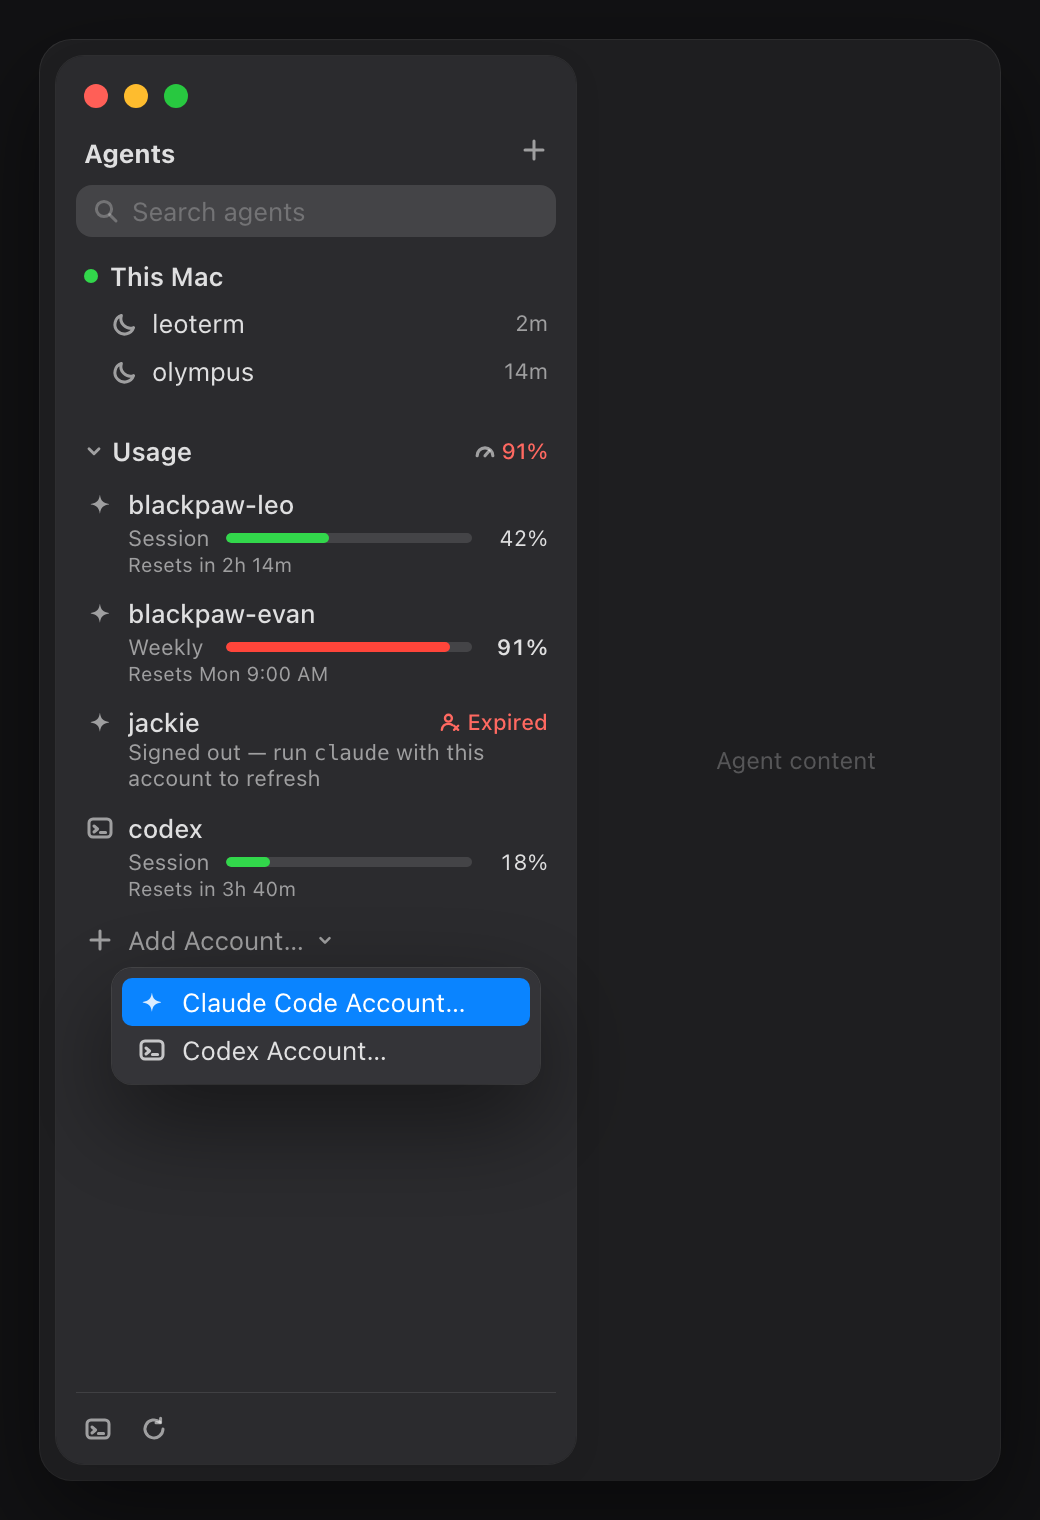 Agents
Search agents
This Mac
leoterm 2m
olympus 14m
Usage 91%
blackpaw-leo
Session 42%
Resets in 2h 14m
blackpaw-evan
Weekly 91%
Resets Mon 9:00 AM
jackie Expired
Signed out — run claude with this
account to refresh
codex
Session 18%
Resets in 3h 40m
Add Account...
Claude Code Account...
Codex Account...
Agent content